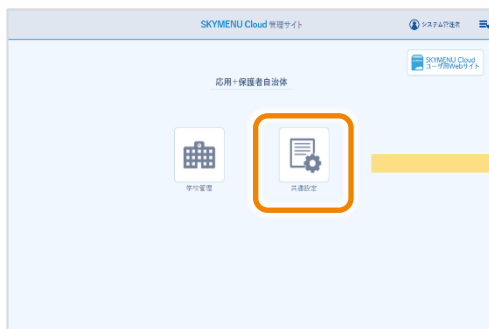 SKYMENU Cloud 管理サイト
システム管理者
SKYMENU Cloud
ユーザ用Webサイト
応用+保護者自治体
学校管理
共通設定